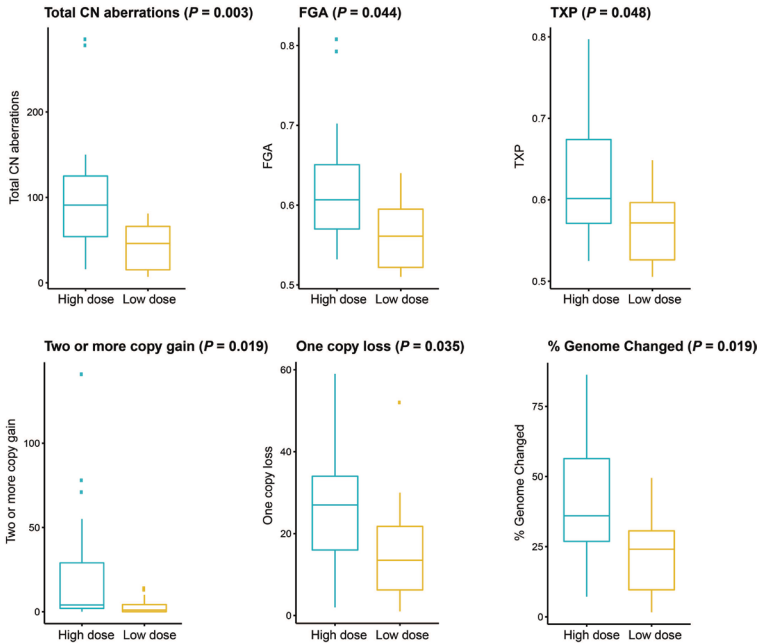 Total CN aberrations (P = 0.003)
FGA (P = 0.044)
TXP (P = 0.048)
Total CN aberrations
200
100
0
High dose
Low dose
FGA
0.8
0.7
0.6
0.5
High dose
Low dose
TXP
0.8
0.7
0.6
0.5
High dose
Low dose
Two or more copy gain (P = 0.019)
One copy loss (P = 0.035)
% Genome Changed (P = 0.019)
Two or more copy gain
100
50
0
High dose
Low dose
One copy loss
60
40
20
0
High dose
Low dose
% Genome Changed
75
50
25
0
High dose
Low dose